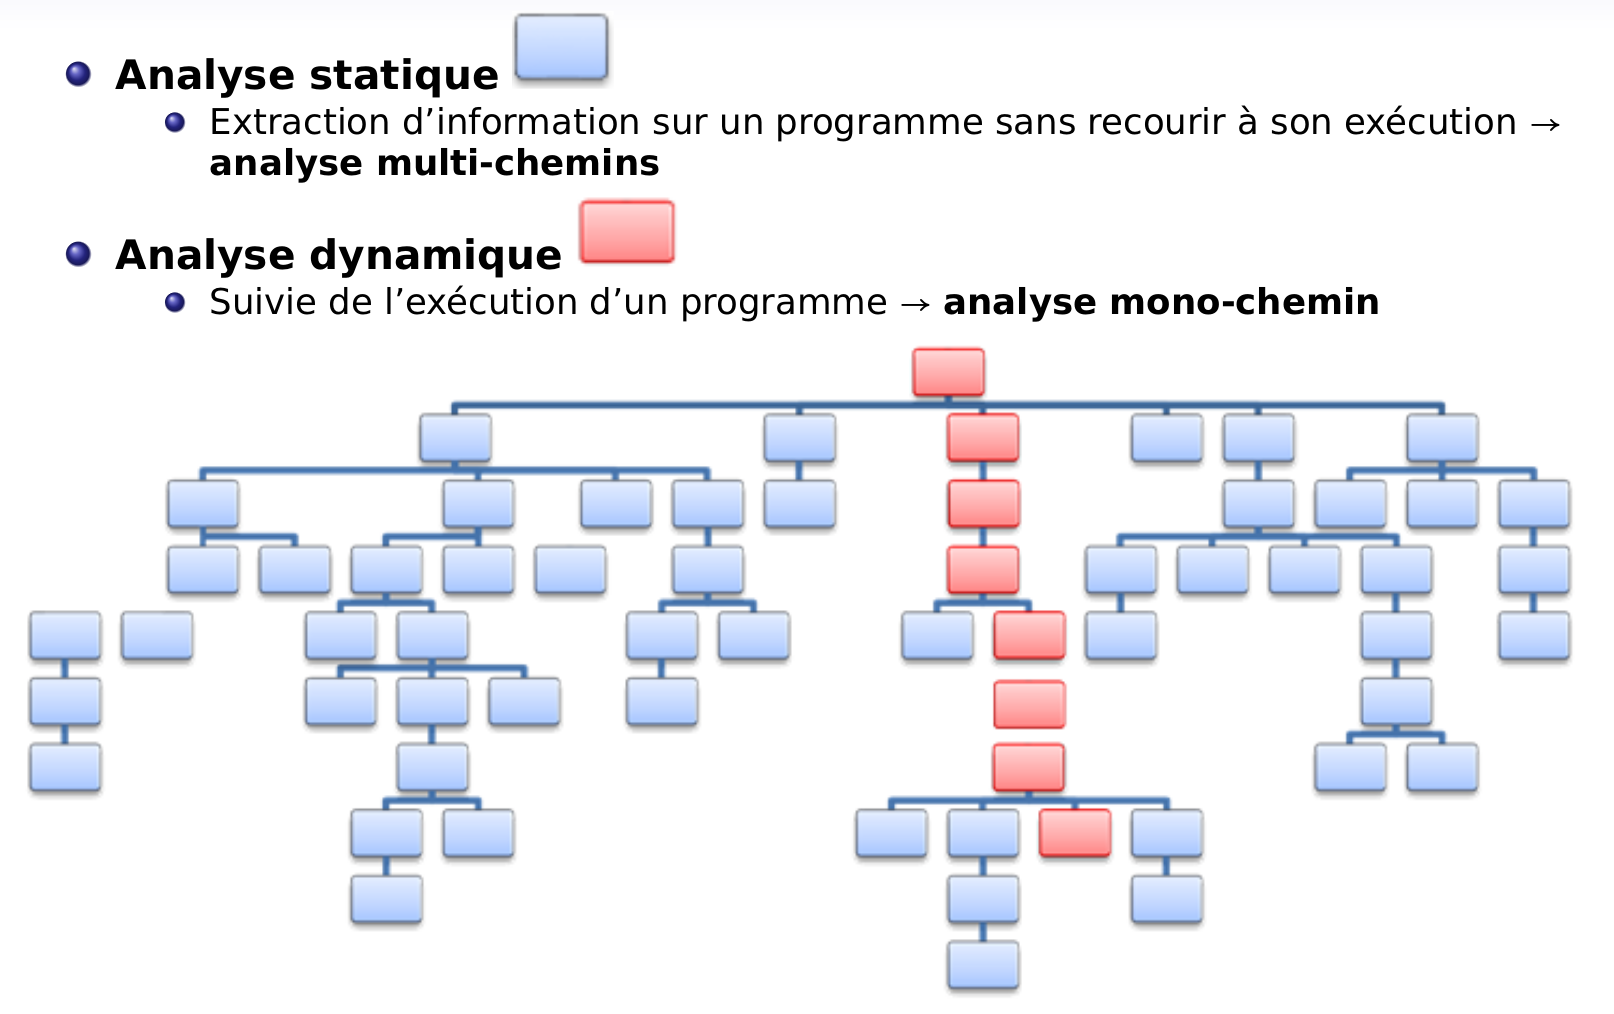 Analyse statique
Extraction d’information sur un programme sans recourir à son exécution →
analyse multi-chemins
Analyse dynamique
Suivie de l’exécution d’un programme → analyse mono-chemin